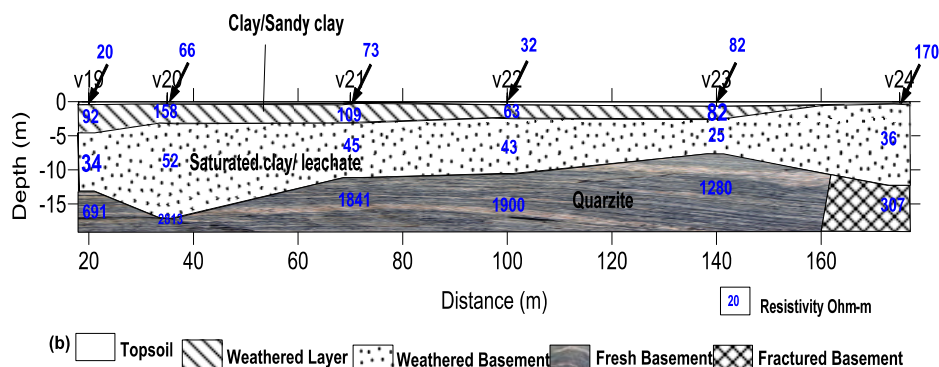 Clay/Sandy clay
20 66 73 32 82 170
v19 v20 v21 v22 v23 v24
0
92 158 109 63 82
-5
34 52 45 43 25 36
Saturated clay/ leachate
-10
Depth (m)
-15
691 2813 1841 1900 1280 307
Quarzite
20 40 60 80 100 120 140 160
Distance (m)
20 Resistivity Ohm-m
(b) Topsoil Weathered Layer Weathered Basement Fresh Basement Fractured Basement